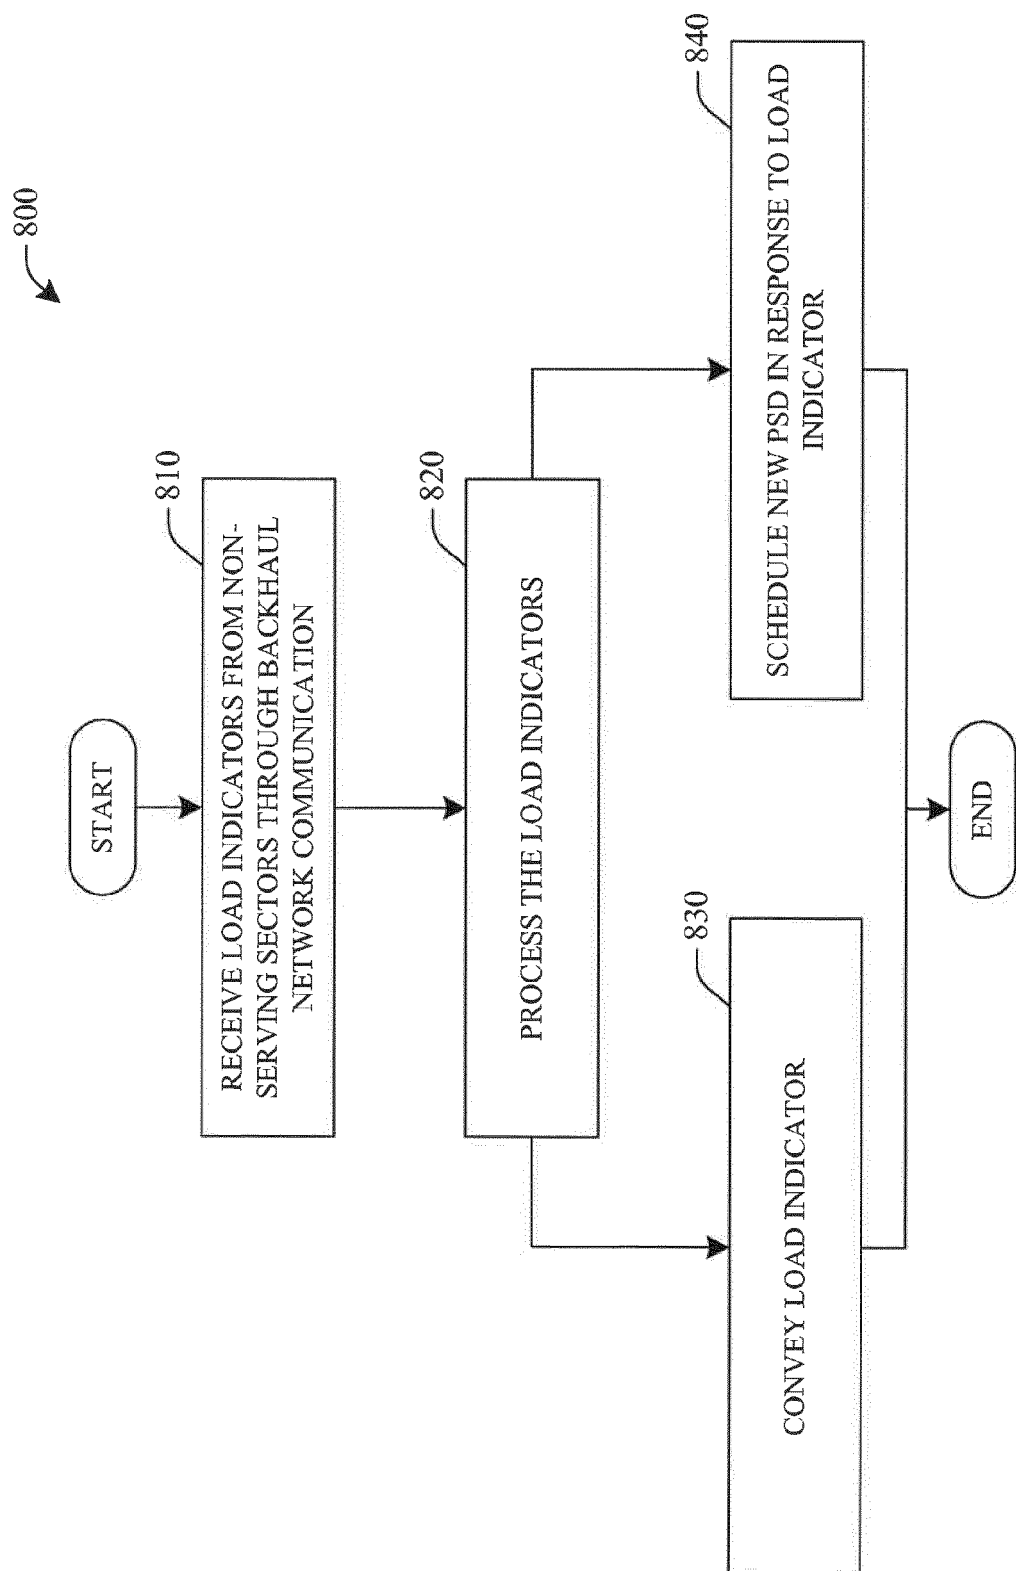 800
START
810
RECEIVE LOAD INDICATORS FROM NON-
SERVING SECTORS THROUGH BACKHAUL
NETWORK COMMUNICATION
820
PROCESS THE LOAD INDICATORS
830
CONVEY LOAD INDICATOR
840
SCHEDULE NEW PSD IN RESPONSE TO LOAD
INDICATOR
END